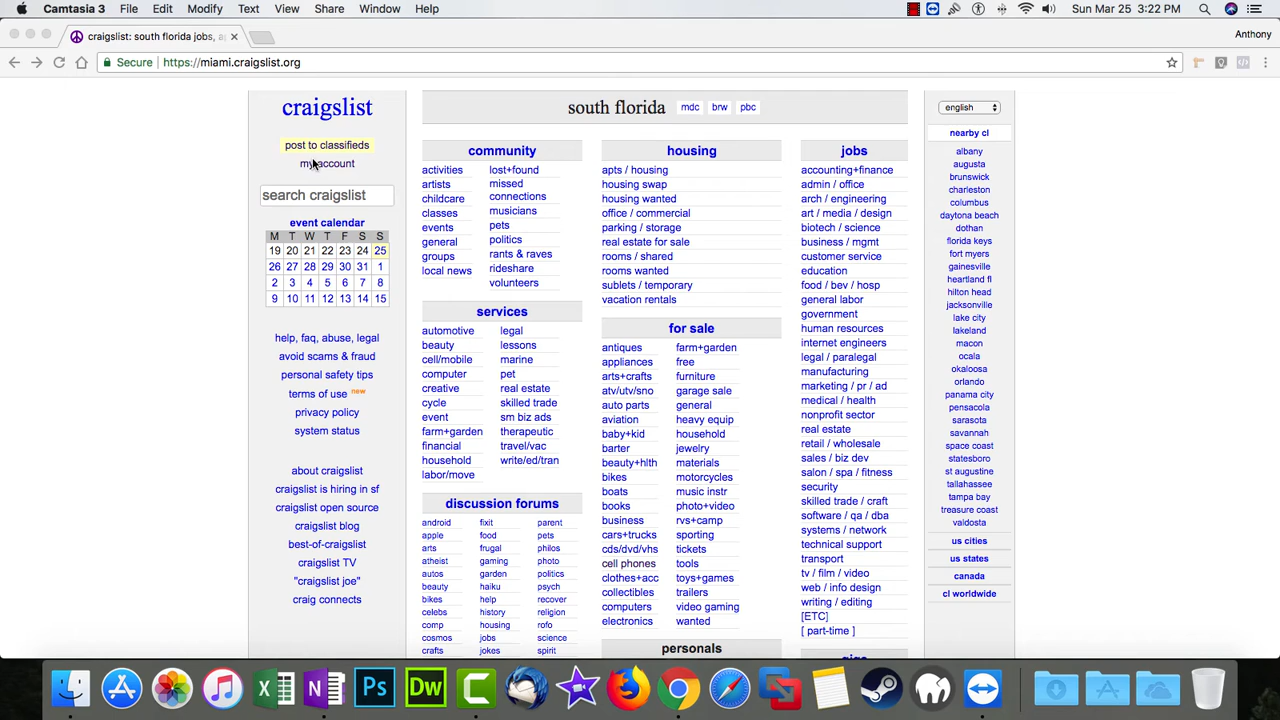 Camtasia 3 File Edit Modify Text View Share Window Help Sun Mar 25 3:22 PM
craigslist: south florida jobs, a
Anthony
Secure https://miami.craigslist.org
craigslist
post to classifieds
my account
search craigslist
event calendar
M T W T F S S
19 20 21 22 23 24 25
26 27 28 29 30 31 1
2 3 4 5 6 7 8
9 10 11 12 13 14 15
help, faq, abuse, legal
avoid scams & fraud
personal safety tips
terms of use new
privacy policy
system status
about craigslist
craigslist is hiring in sf
craigslist open source
craigslist blog
best-of-craigslist
craigslist TV
"craigslist joe"
craig connects
south florida mdc brw pbc
community
activities
artists
childcare
classes
events
general
groups
local news
lost+found
missed
connections
musicians
pets
politics
rants & raves
rideshare
volunteers
services
automotive
beauty
cell/mobile
computer
creative
cycle
event
farm+garden
financial
household
labor/move
legal
lessons
marine
pet
real estate
skilled trade
sm biz ads
therapeutic
travel/vac
write/ed/tran
discussion forums
android
apple
arts
atheist
autos
beauty
bikes
celebs
comp
cosmos
crafts
fixit
food
frugal
gaming
garden
haiku
help
history
housing
jobs
jokes
parent
pets
philos
photo
politics
psych
recover
religion
rofo
science
spirit
housing
apts / housing
housing swap
housing wanted
office / commercial
parking / storage
real estate for sale
rooms / shared
rooms wanted
sublets / temporary
vacation rentals
for sale
antiques
appliances
arts+crafts
atv/utv/sno
auto parts
aviation
baby+kid
barter
beauty+hlth
bikes
boats
books
business
cars+trucks
cds/dvd/vhs
cell phones
clothes+acc
collectibles
computers
electronics
farm+garden
free
furniture
garage sale
general
heavy equip
household
jewelry
materials
motorcycles
music instr
photo+video
rvs+camp
sporting
tickets
tools
toys+games
trailers
video gaming
wanted
personals
jobs
accounting+finance
admin / office
arch / engineering
art / media / design
biotech / science
business / mgmt
customer service
education
food / bev / hosp
general labor
government
human resources
internet engineers
legal / paralegal
manufacturing
marketing / pr / ad
medical / health
nonprofit sector
real estate
retail / wholesale
sales / biz dev
salon / spa / fitness
security
skilled trade / craft
software / qa / dba
systems / network
technical support
transport
tv / film / video
web / info design
writing / editing
[ETC]
[ part-time ]
gigs
english
nearby cl
albany
augusta
brunswick
charleston
columbus
daytona beach
dothan
florida keys
fort myers
gainesville
heartland fl
hilton head
jacksonville
lake city
lakeland
macon
ocala
okaloosa
orlando
panama city
pensacola
sarasota
savannah
space coast
statesboro
st augustine
tallahassee
tampa bay
treasure coast
valdosta
us cities
us states
canada
cl worldwide
Ps Dw C